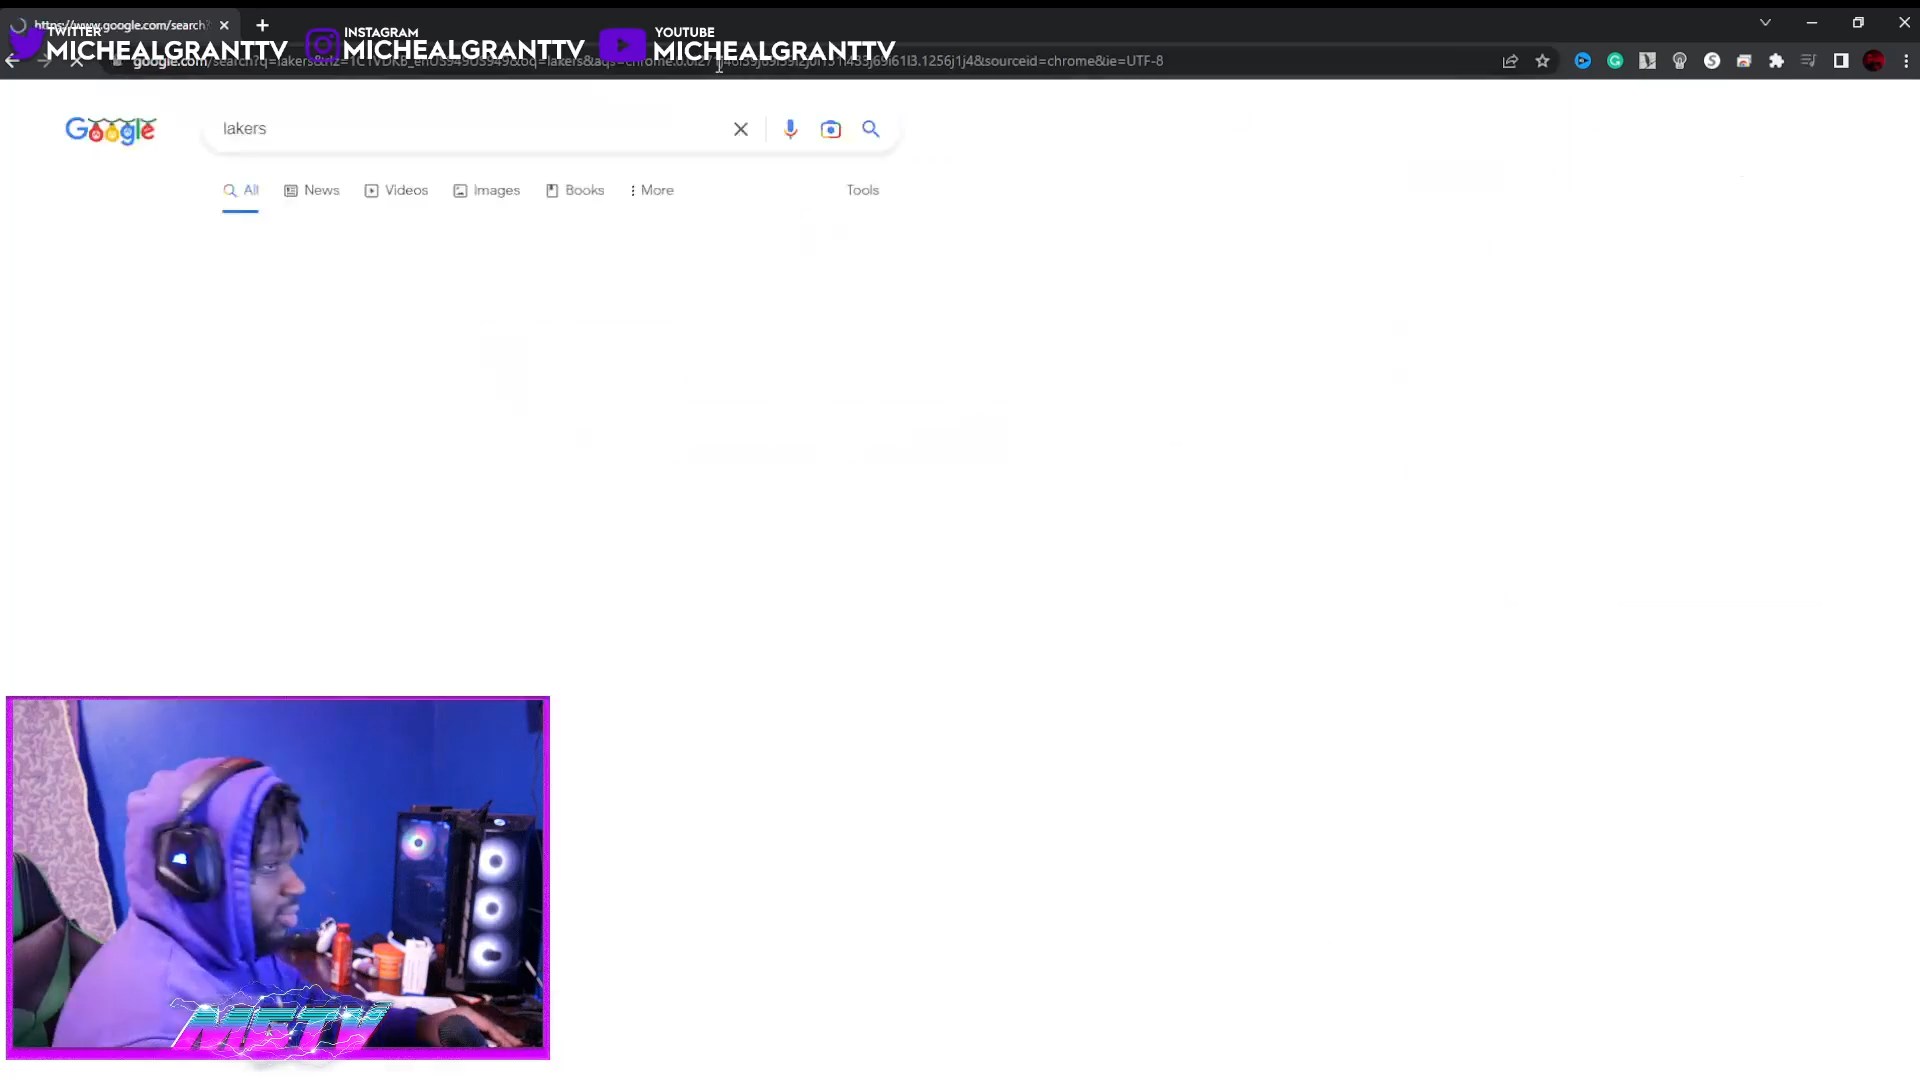 https://www.google.com/search?
TWITTER
MICHEALGRANTTV
INSTAGRAM
MICHEALGRANTTV
YOUTUBE
MICHEALGRANTTV
Google
lakers
All
News
Videos
Images
Books
More
Tools
MGTV